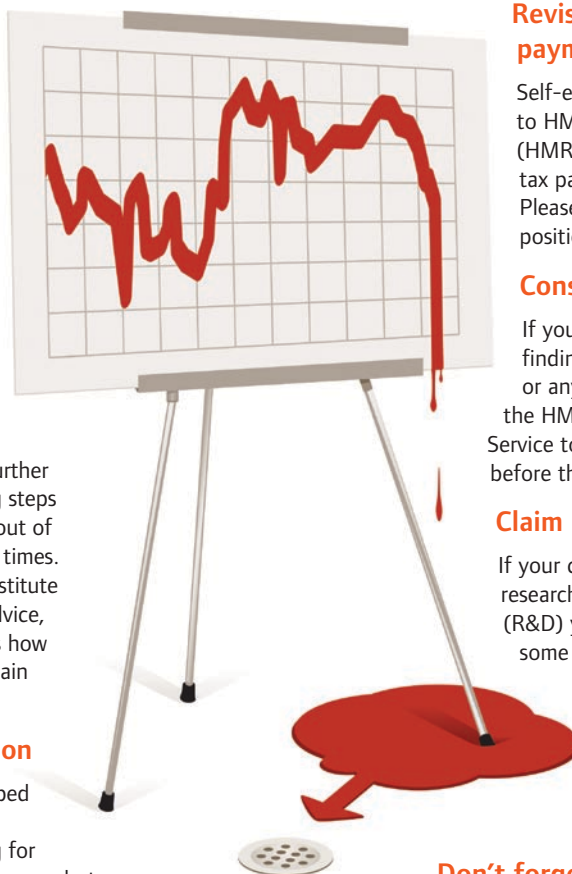 urther
g steps
out of
times.
stitute
dvice,
s how
ain
on
ped
g for
Revis
paym
Self-e
to HM
(HMR
tax pa
Please
positi
Cons
If you
findin
or any
the HM
Service to
before th
Claim
If your c
research
(R&D) y
some
Don't forg